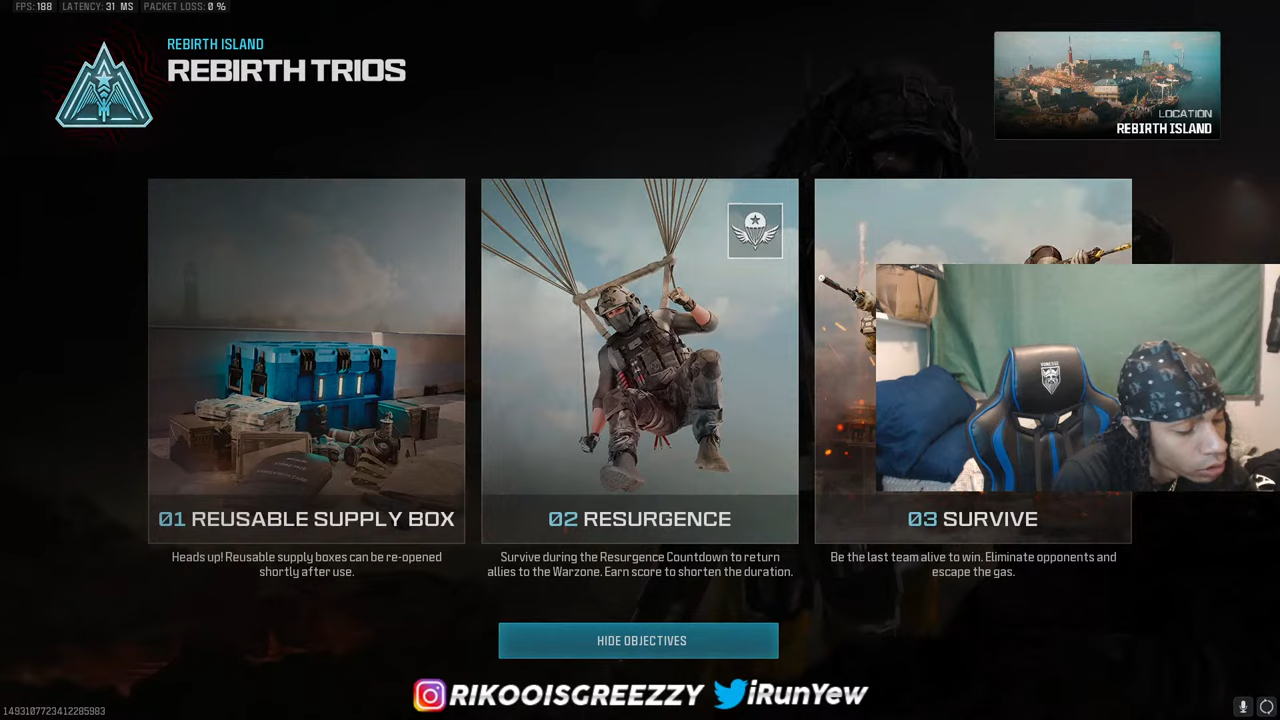 FPS: 188 LATENCY: 31 MS PACKET LOSS: 0 %
REBIRTH ISLAND
REBIRTH TRIOS
LOCATION
REBIRTH ISLAND
01 REUSABLE SUPPLY BOX
Heads up! Reusable supply boxes can be re-opened
shortly after use.
02 RESURGENCE
Survive during the Resurgence Countdown to return
allies to the Warzone. Earn score to shorten the duration.
03 SURVIVE
Be the last team alive to win. Eliminate opponents and
escape the gas.
HIDE OBJECTIVES
RIKOOISGREEZZY iRunYew
1493107723412285983